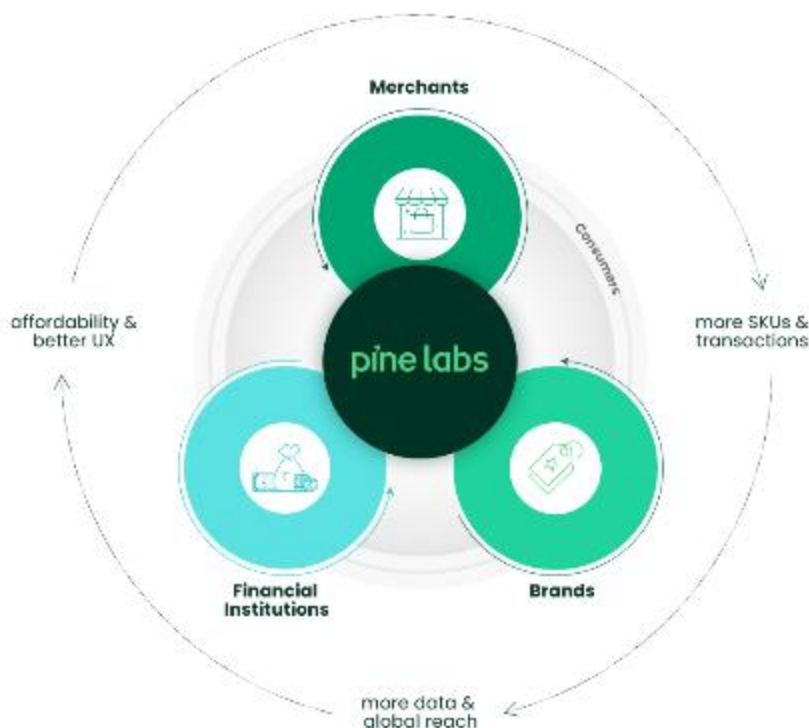 Merchants
Consumers
affordability &
better UX
more SKUs &
transactions
pine labs
Financial
Institutions
Brands
more data &
global reach